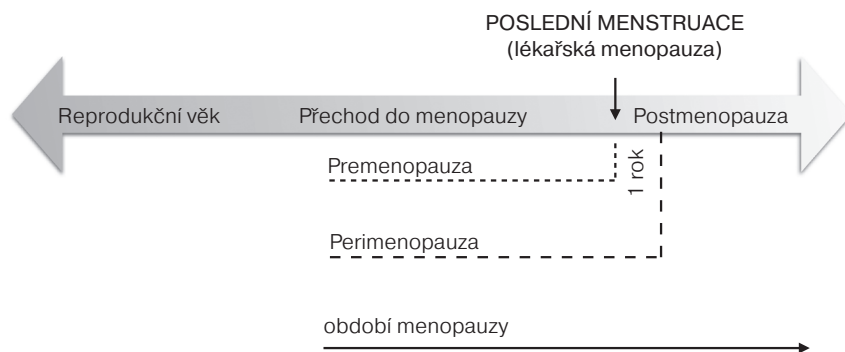 POSLEDNÍ MENSTRUACE
(lékařská menopauza)
Reprodukční věk
Přechod do menopauzy
Postmenopauza
Premenopauza
1 rok
Perimenopauza
období menopauzy